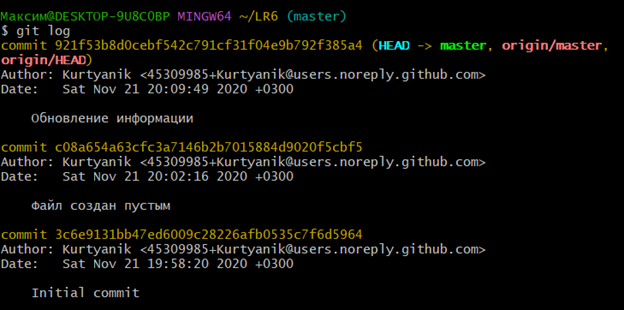 Максим@DESKTOP-9U8COBP MINGW64 ~/LR6 (master)
$ git log
commit 921f53b8d0cebf542c791cf31f04e9b792f385a4 (HEAD -> master, origin/master,
origin/HEAD)
Author: Kurtyanik <45309985+Kurtyanik@users.noreply.github.com>
Date:   Sat Nov 21 20:09:49 2020 +0300
    Обновление информации
commit c08a654a63cfc3a7146b2b7015884d9020f5cbf5
Author: Kurtyanik <45309985+Kurtyanik@users.noreply.github.com>
Date:   Sat Nov 21 20:02:16 2020 +0300
    Файл создан пустым
commit 3c6e9131bb47ed6009c28226afb0535c7f6d5964
Author: Kurtyanik <45309985+Kurtyanik@users.noreply.github.com>
Date:   Sat Nov 21 19:58:20 2020 +0300
    Initial commit